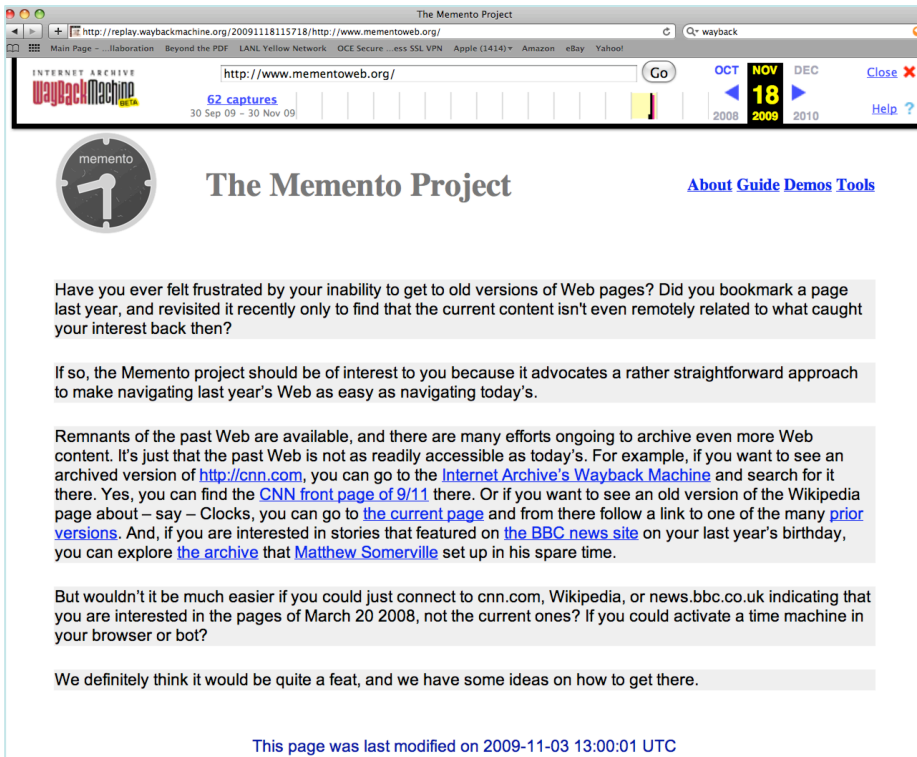 The Memento Project
http://replay.waybackmachine.org/20091118115718/http://www.mementoweb.org/
wayback
Main Page – ...llaboration Beyond the PDF LANL Yellow Network OCE Secure ...ess SSL VPN Apple (1414) Amazon eBay Yahoo!
INTERNET ARCHIVE
WayBackMachine
BETA
http://www.mementoweb.org/ Go
62 captures
30 Sep 09 – 30 Nov 09
OCT NOV DEC
18
2008 2009 2010
Close
Help ?
memento
The Memento Project
About Guide Demos Tools
Have you ever felt frustrated by your inability to get to old versions of Web pages? Did you bookmark a page
last year, and revisited it recently only to find that the current content isn't even remotely related to what caught
your interest back then?
If so, the Memento project should be of interest to you because it advocates a rather straightforward approach
to make navigating last year's Web as easy as navigating today's.
Remnants of the past Web are available, and there are many efforts ongoing to archive even more Web
content. It's just that the past Web is not as readily accessible as today's. For example, if you want to see an
archived version of http://cnn.com, you can go to the Internet Archive's Wayback Machine and search for it
there. Yes, you can find the CNN front page of 9/11 there. Or if you want to see an old version of the Wikipedia
page about – say – Clocks, you can go to the current page and from there follow a link to one of the many prior
versions. And, if you are interested in stories that featured on the BBC news site on your last year's birthday,
you can explore the archive that Matthew Somerville set up in his spare time.
But wouldn't it be much easier if you could just connect to cnn.com, Wikipedia, or news.bbc.co.uk indicating that
you are interested in the pages of March 20 2008, not the current ones? If you could activate a time machine in
your browser or bot?
We definitely think it would be quite a feat, and we have some ideas on how to get there.
This page was last modified on 2009-11-03 13:00:01 UTC